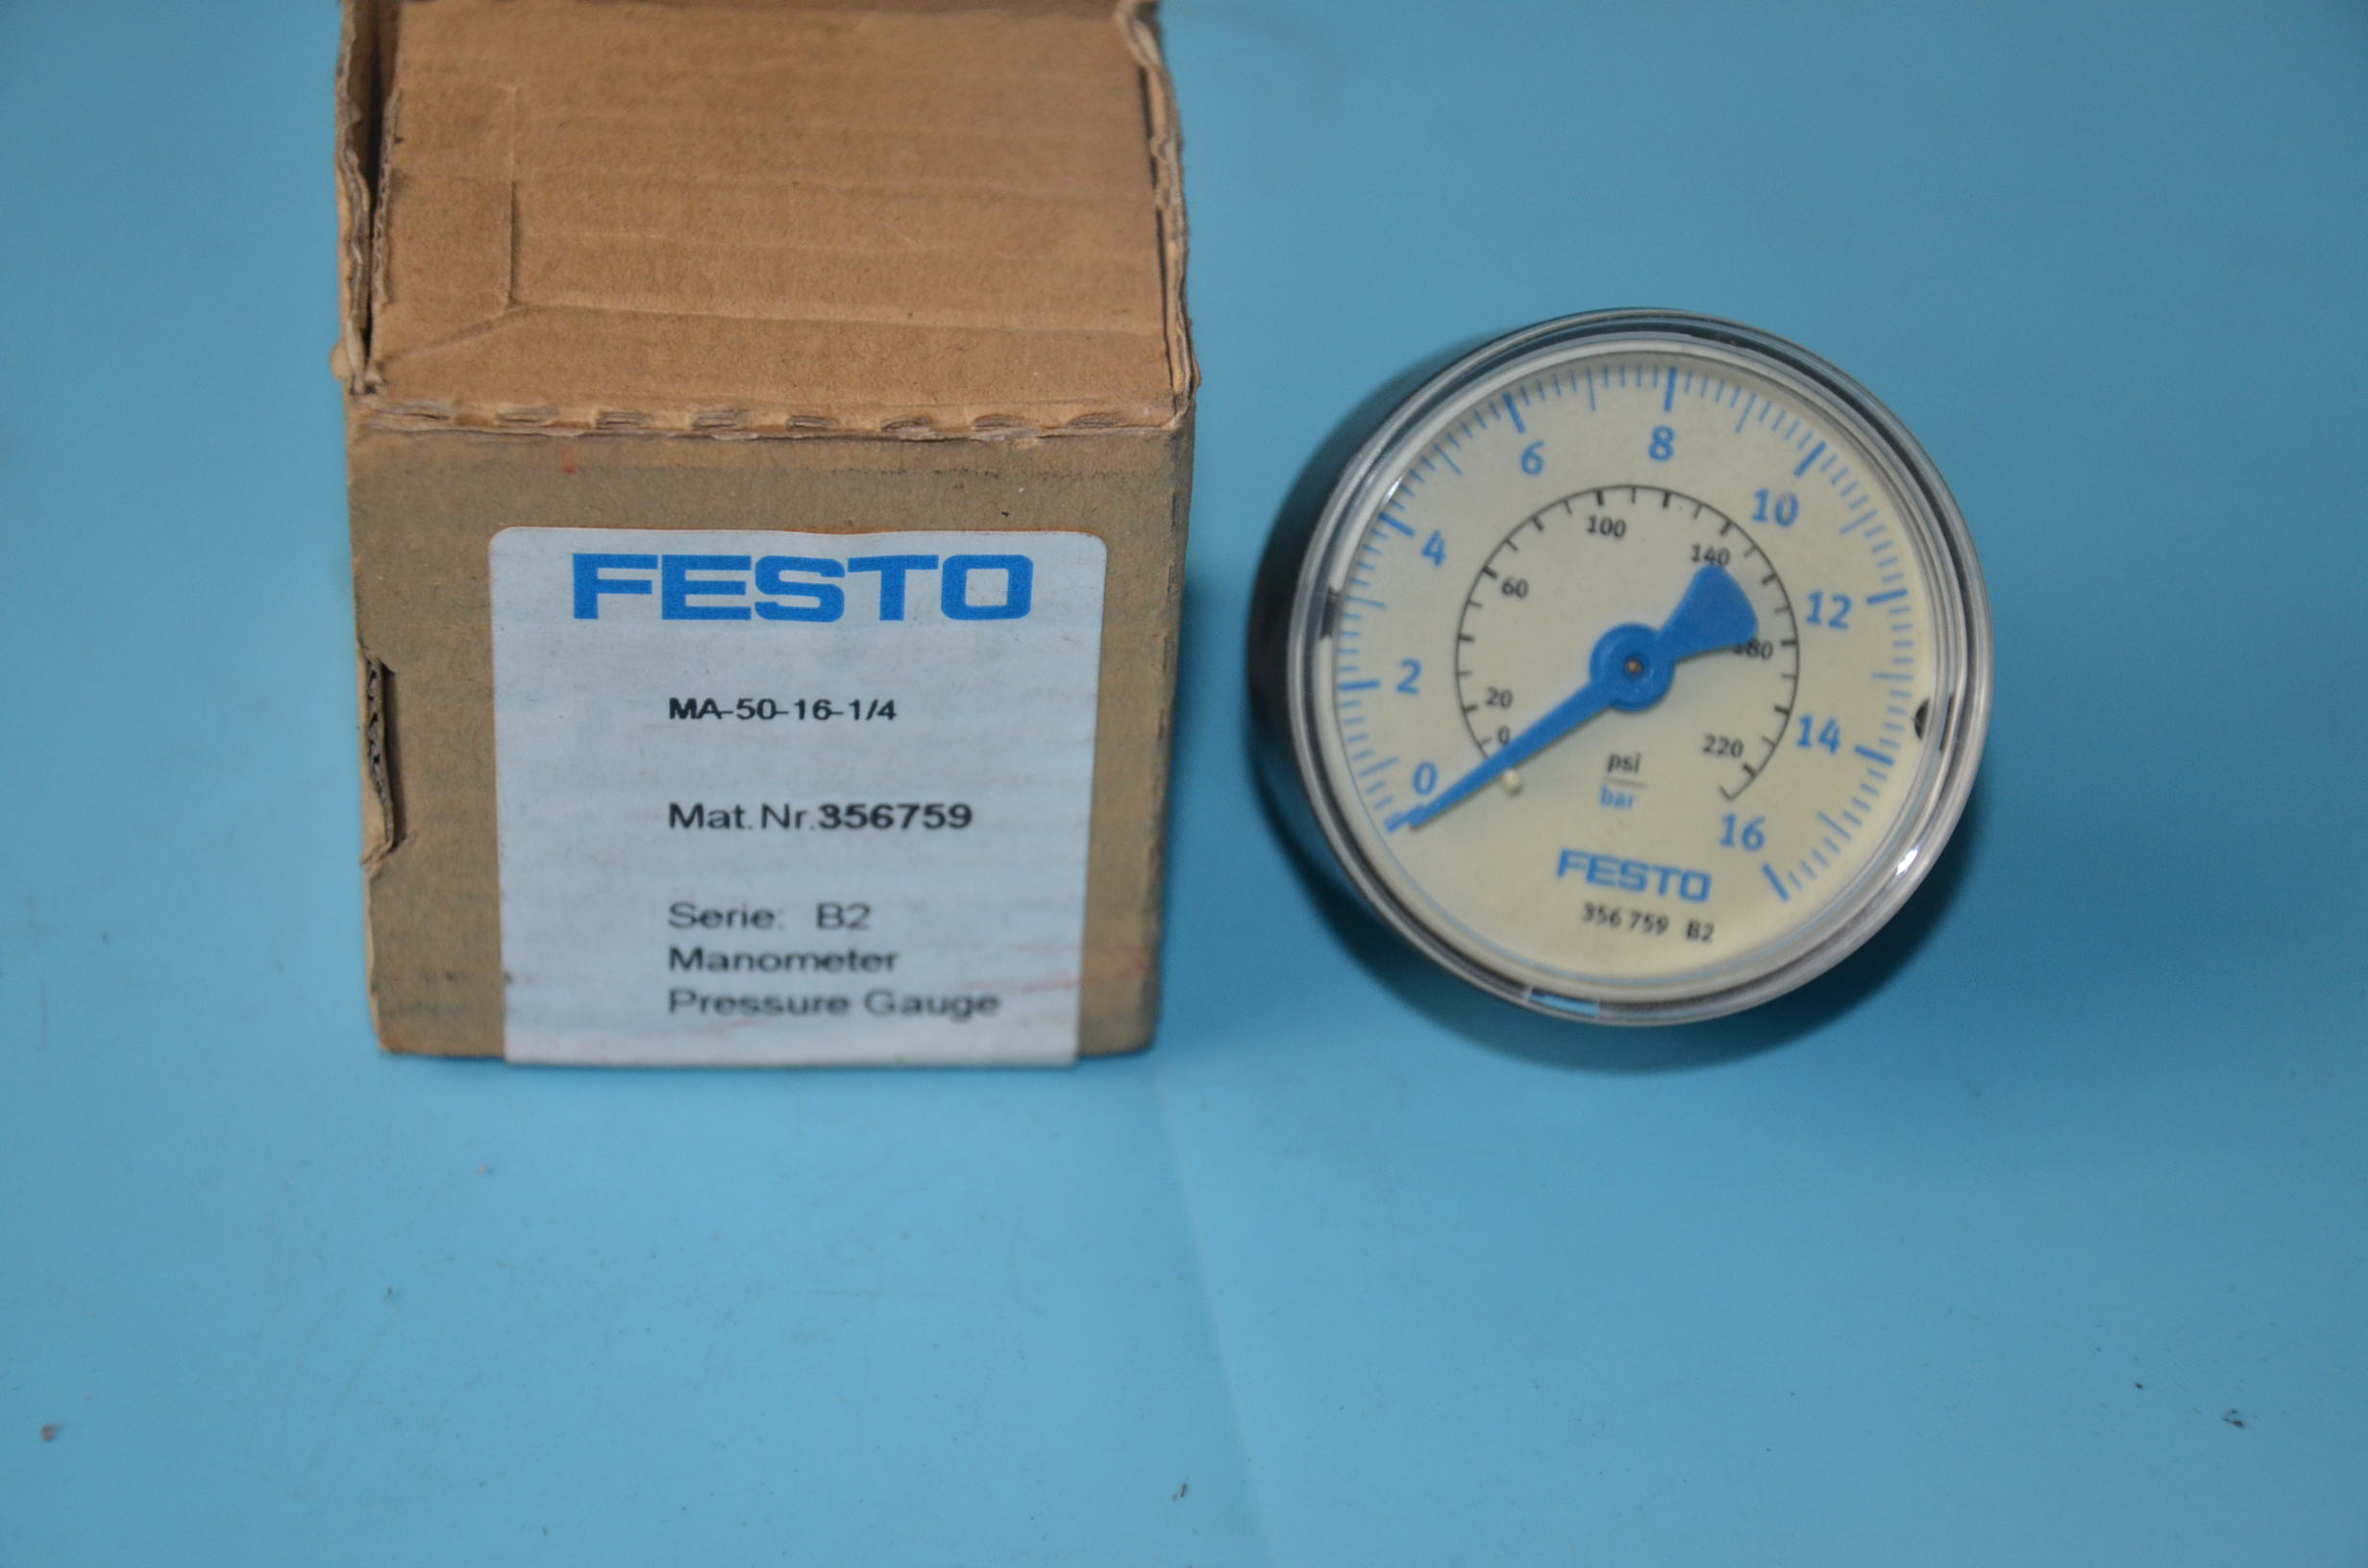 FESTO
MA-50-16-1/4
Mat.Nr.356759
Serie: B2
Manometer
Pressure Gauge
0
2
4
6
8
10
12
14
16
0
20
60
100
140
180
220
psi
bar
FESTO
356 759 B2